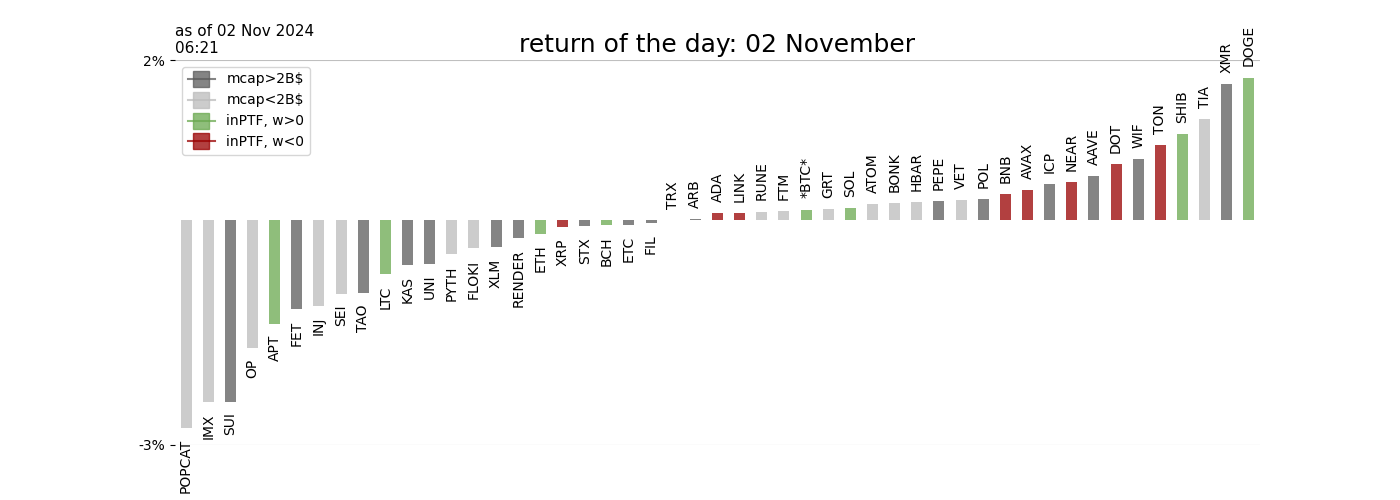 as of 02 Nov 2024
06:21
return of the day: 02 November
2%
mcap>2B$
mcap<2B$
inPTF, w>0
inPTF, w<0
-3%
POPCAT
IMX
SUI
OP
APT
FET
INJ
SEI
TAO
LTC
KAS
UNI
PYTH
FLOKI
XLM
RENDER
ETH
XRP
STX
BCH
ETC
FIL
TRX
ARB
ADA
LINK
RUNE
FTM
*BTC*
GRT
SOL
ATOM
BONK
HBAR
PEPE
VET
POL
BNB
AVAX
ICP
NEAR
AAVE
DOT
WIF
TON
SHIB
TIA
XMR
DOGE